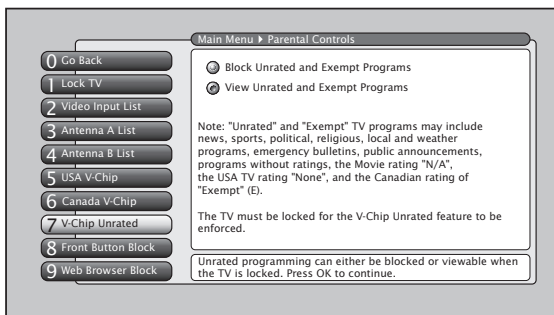 Main Menu ▶ Parental Controls
0 Go Back
1 Lock TV
2 Video Input List
3 Antenna A List
4 Antenna B List
5 USA V-Chip
6 Canada V-Chip
7 V-Chip Unrated
8 Front Button Block
9 Web Browser Block
Block Unrated and Exempt Programs
View Unrated and Exempt Programs
Note: "Unrated" and "Exempt" TV programs may include
news, sports, political, religious, local and weather
programs, emergency bulletins, public announcements,
programs without ratings, the Movie rating "N/A",
the USA TV rating "None", and the Canadian rating of
"Exempt" (E).
The TV must be locked for the V-Chip Unrated feature to be
enforced.
Unrated programming can either be blocked or viewable when
the TV is locked. Press OK to continue.